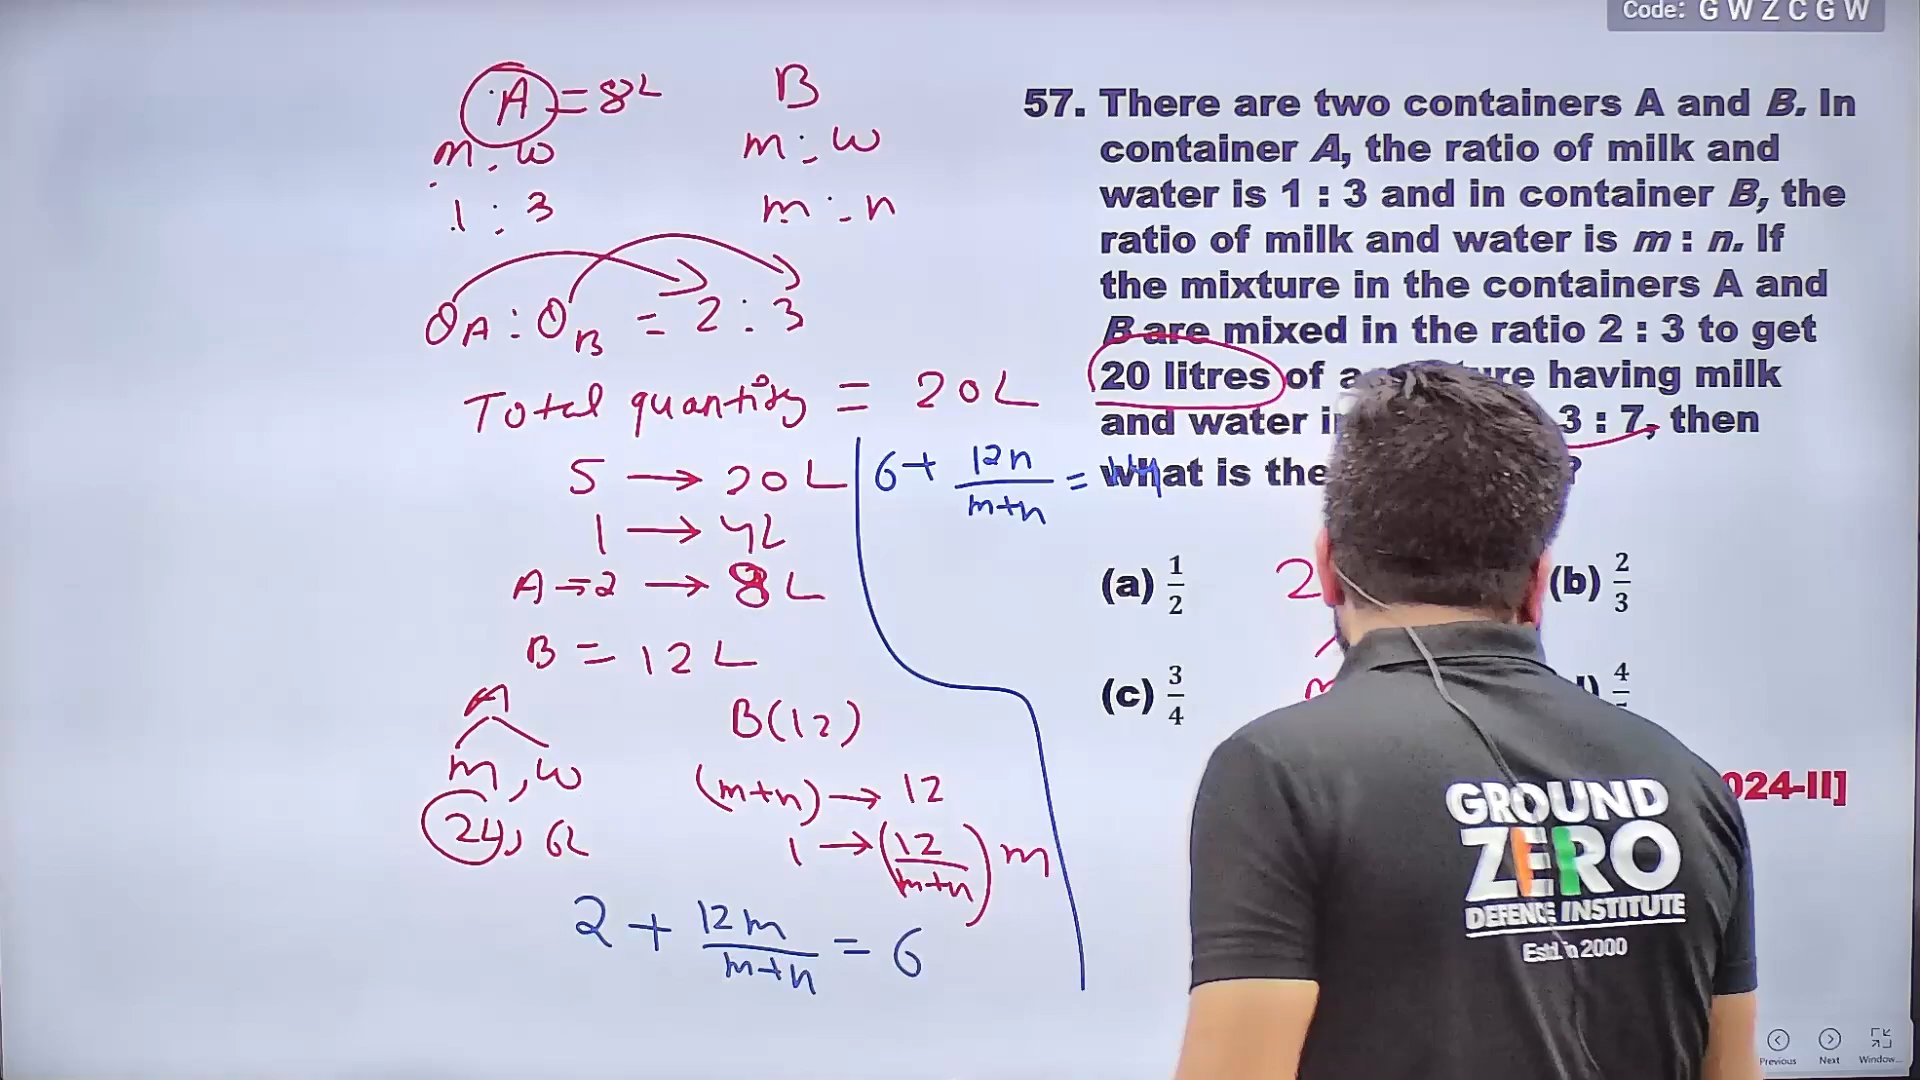 Code: G W Z C G W
A = 8L
m : w
1 : 3
B
m : w
m : n
QA : QB = 2 : 3
Total quantity = 20L
5 → 20L
1 → 4L
A → 2 → 8L
B = 12L
A
m, w
2L, 6L
B(12)
(m+n) → 12
1 → (12/m+n) m
2 + 12m/m+n = 6
6 + 12n/m+n =
57. There are two containers A and B. In
container A, the ratio of milk and
water is 1 : 3 and in container B, the
ratio of milk and water is m : n. If
the mixture in the containers A and
B are mixed in the ratio 2 : 3 to get
20 litres of having milk
and water 3 : 7, then
what is the ?
(a) 1/2
(b) 2/3
(c) 3/4
2
024-II]
GROUND
ZERO
DEFENCE INSTITUTE
Estd. in 2000
Previous Next Window...